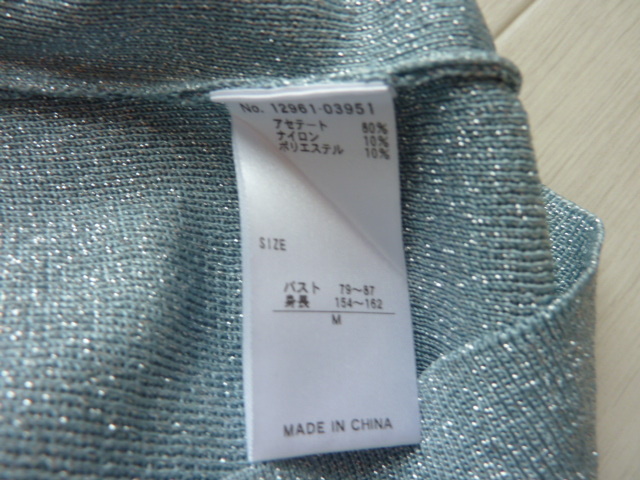 No. 12961-03951
アセテート 80%
ナイロン 10%
ポリエステル 10%
SIZE
バスト 79～87
身長 154～162
M
MADE IN CHINA